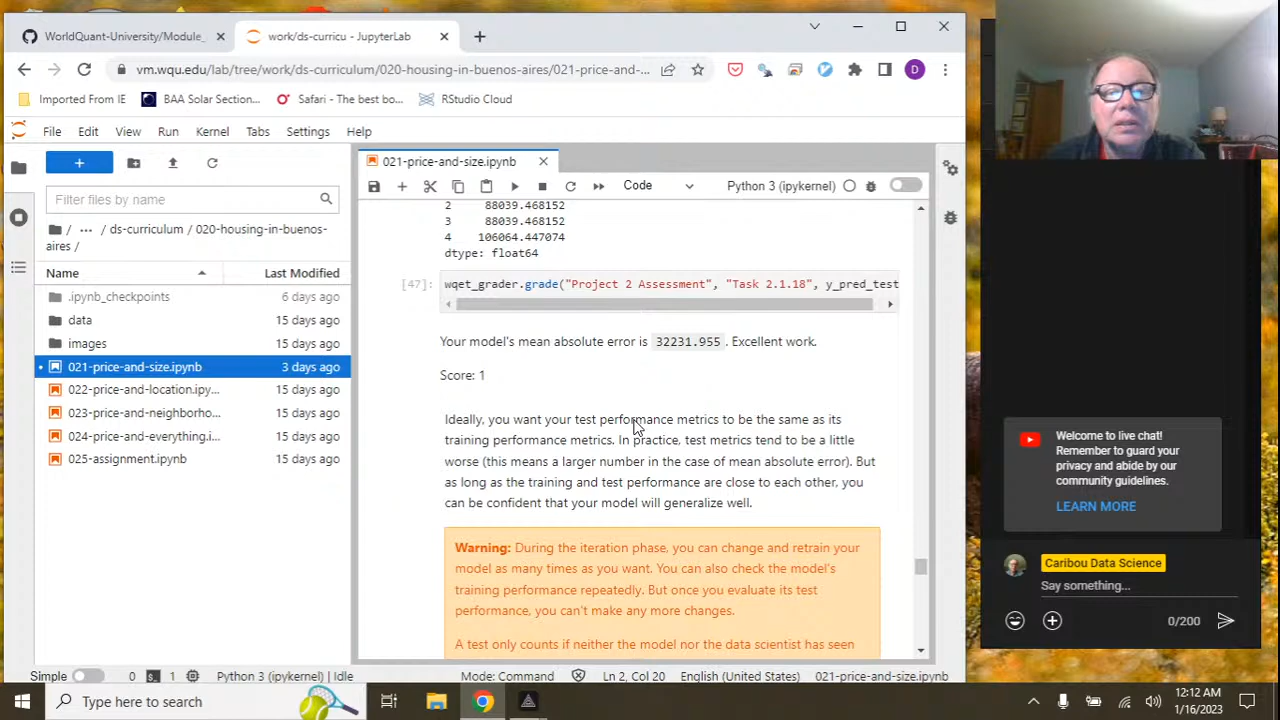 WorldQuant-University/Module_
work/ds-curricu - JupyterLab
vm.wqu.edu/lab/tree/work/ds-curriculum/020-housing-in-buenos-aires/021-price-and-...
D
Imported From IE
BAA Solar Section...
Safari - The best bo...
RStudio Cloud
File Edit View Run Kernel Tabs Settings Help
+
021-price-and-size.ipynb
Code
Python 3 (ipykernel)
Filter files by name
/ ... / ds-curriculum / 020-housing-in-buenos-
aires /
Name
Last Modified
.ipynb_checkpoints 6 days ago
data 15 days ago
images 15 days ago
021-price-and-size.ipynb 3 days ago
022-price-and-location.ipy... 15 days ago
023-price-and-neighborho... 15 days ago
024-price-and-everything.i... 15 days ago
025-assignment.ipynb 15 days ago
2 88039.468152
3 88039.468152
4 106064.447074
dtype: float64
[47]: wqet_grader.grade("Project 2 Assessment", "Task 2.1.18", y_pred_test
Your model's mean absolute error is 32231.955 . Excellent work.
Score: 1
Ideally, you want your test performance metrics to be the same as its
training performance metrics. In practice, test metrics tend to be a little
worse (this means a larger number in the case of mean absolute error). But
as long as the training and test performance are close to each other, you
can be confident that your model will generalize well.
Warning: During the iteration phase, you can change and retrain your
model as many times as you want. You can also check the model's
training performance repeatedly. But once you evaluate its test
performance, you can't make any more changes.
A test only counts if neither the model nor the data scientist has seen
Simple 0 1 Python 3 (ipykernel) | Idle
Mode: Command Ln 2, Col 20 English (United States) 021-price-and-size.ipynb
Welcome to live chat!
Remember to guard your
privacy and abide by our
community guidelines.
LEARN MORE
Caribou Data Science
Say something...
0/200
Type here to search
12:12 AM
1/16/2023